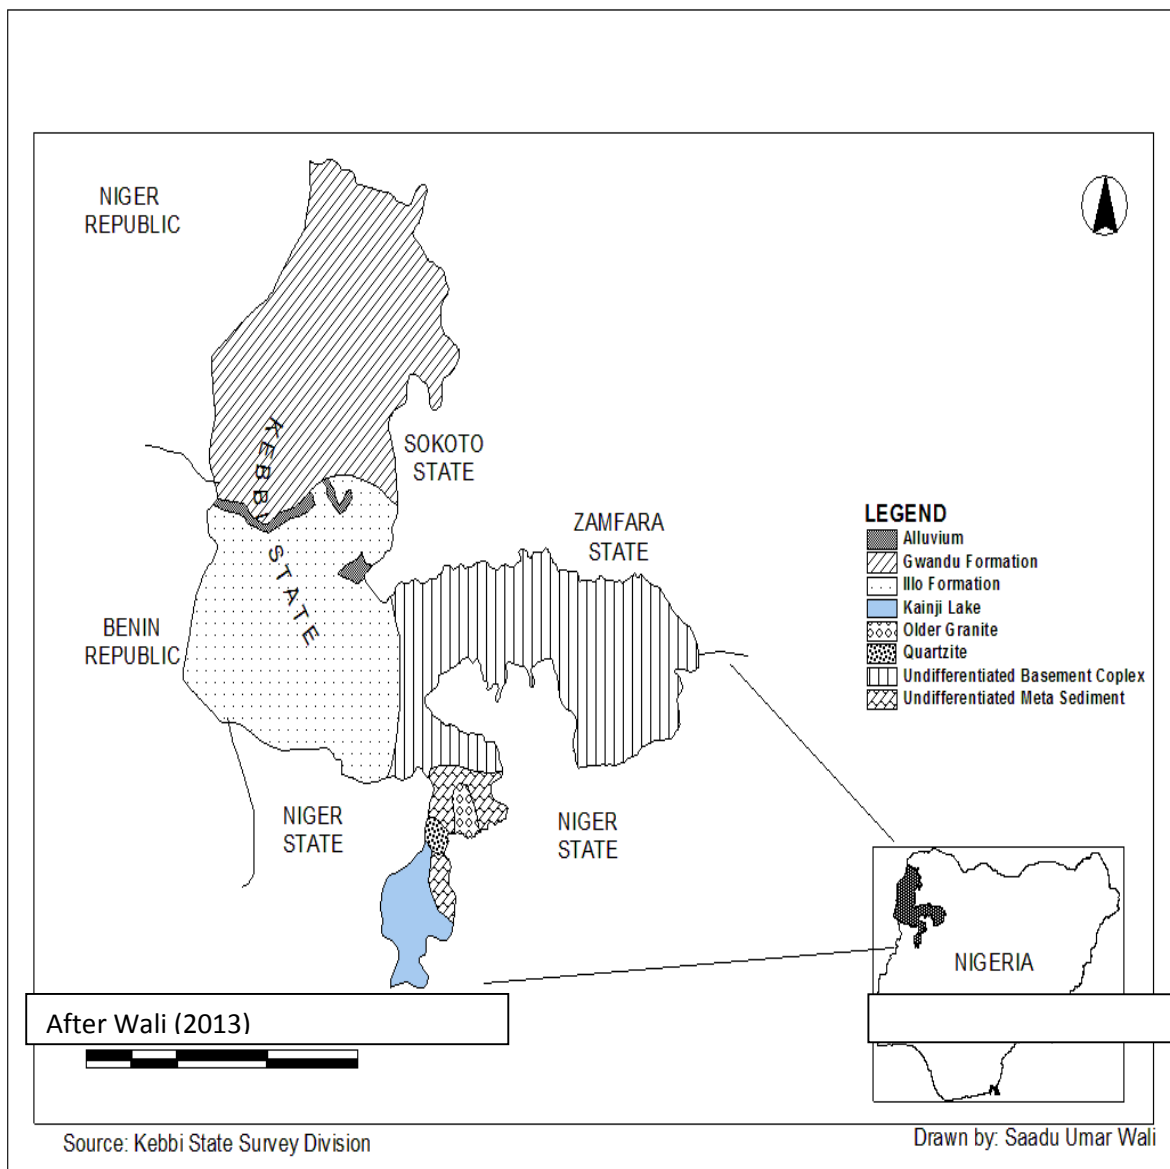 NIGER
REPUBLIC
KEBBI STATE
SOKOTO
STATE
ZAMFARA
STATE
BENIN
REPUBLIC
NIGER
STATE
NIGER
STATE
LEGEND
Alluvium
Gwandu Formation
Illo Formation
Kainji Lake
Older Granite
Quartzite
Undifferentiated Basement Coplex
Undifferentiated Meta Sediment
NIGERIA
After Wali (2013)
Source: Kebbi State Survey Division
Drawn by: Saadu Umar Wali